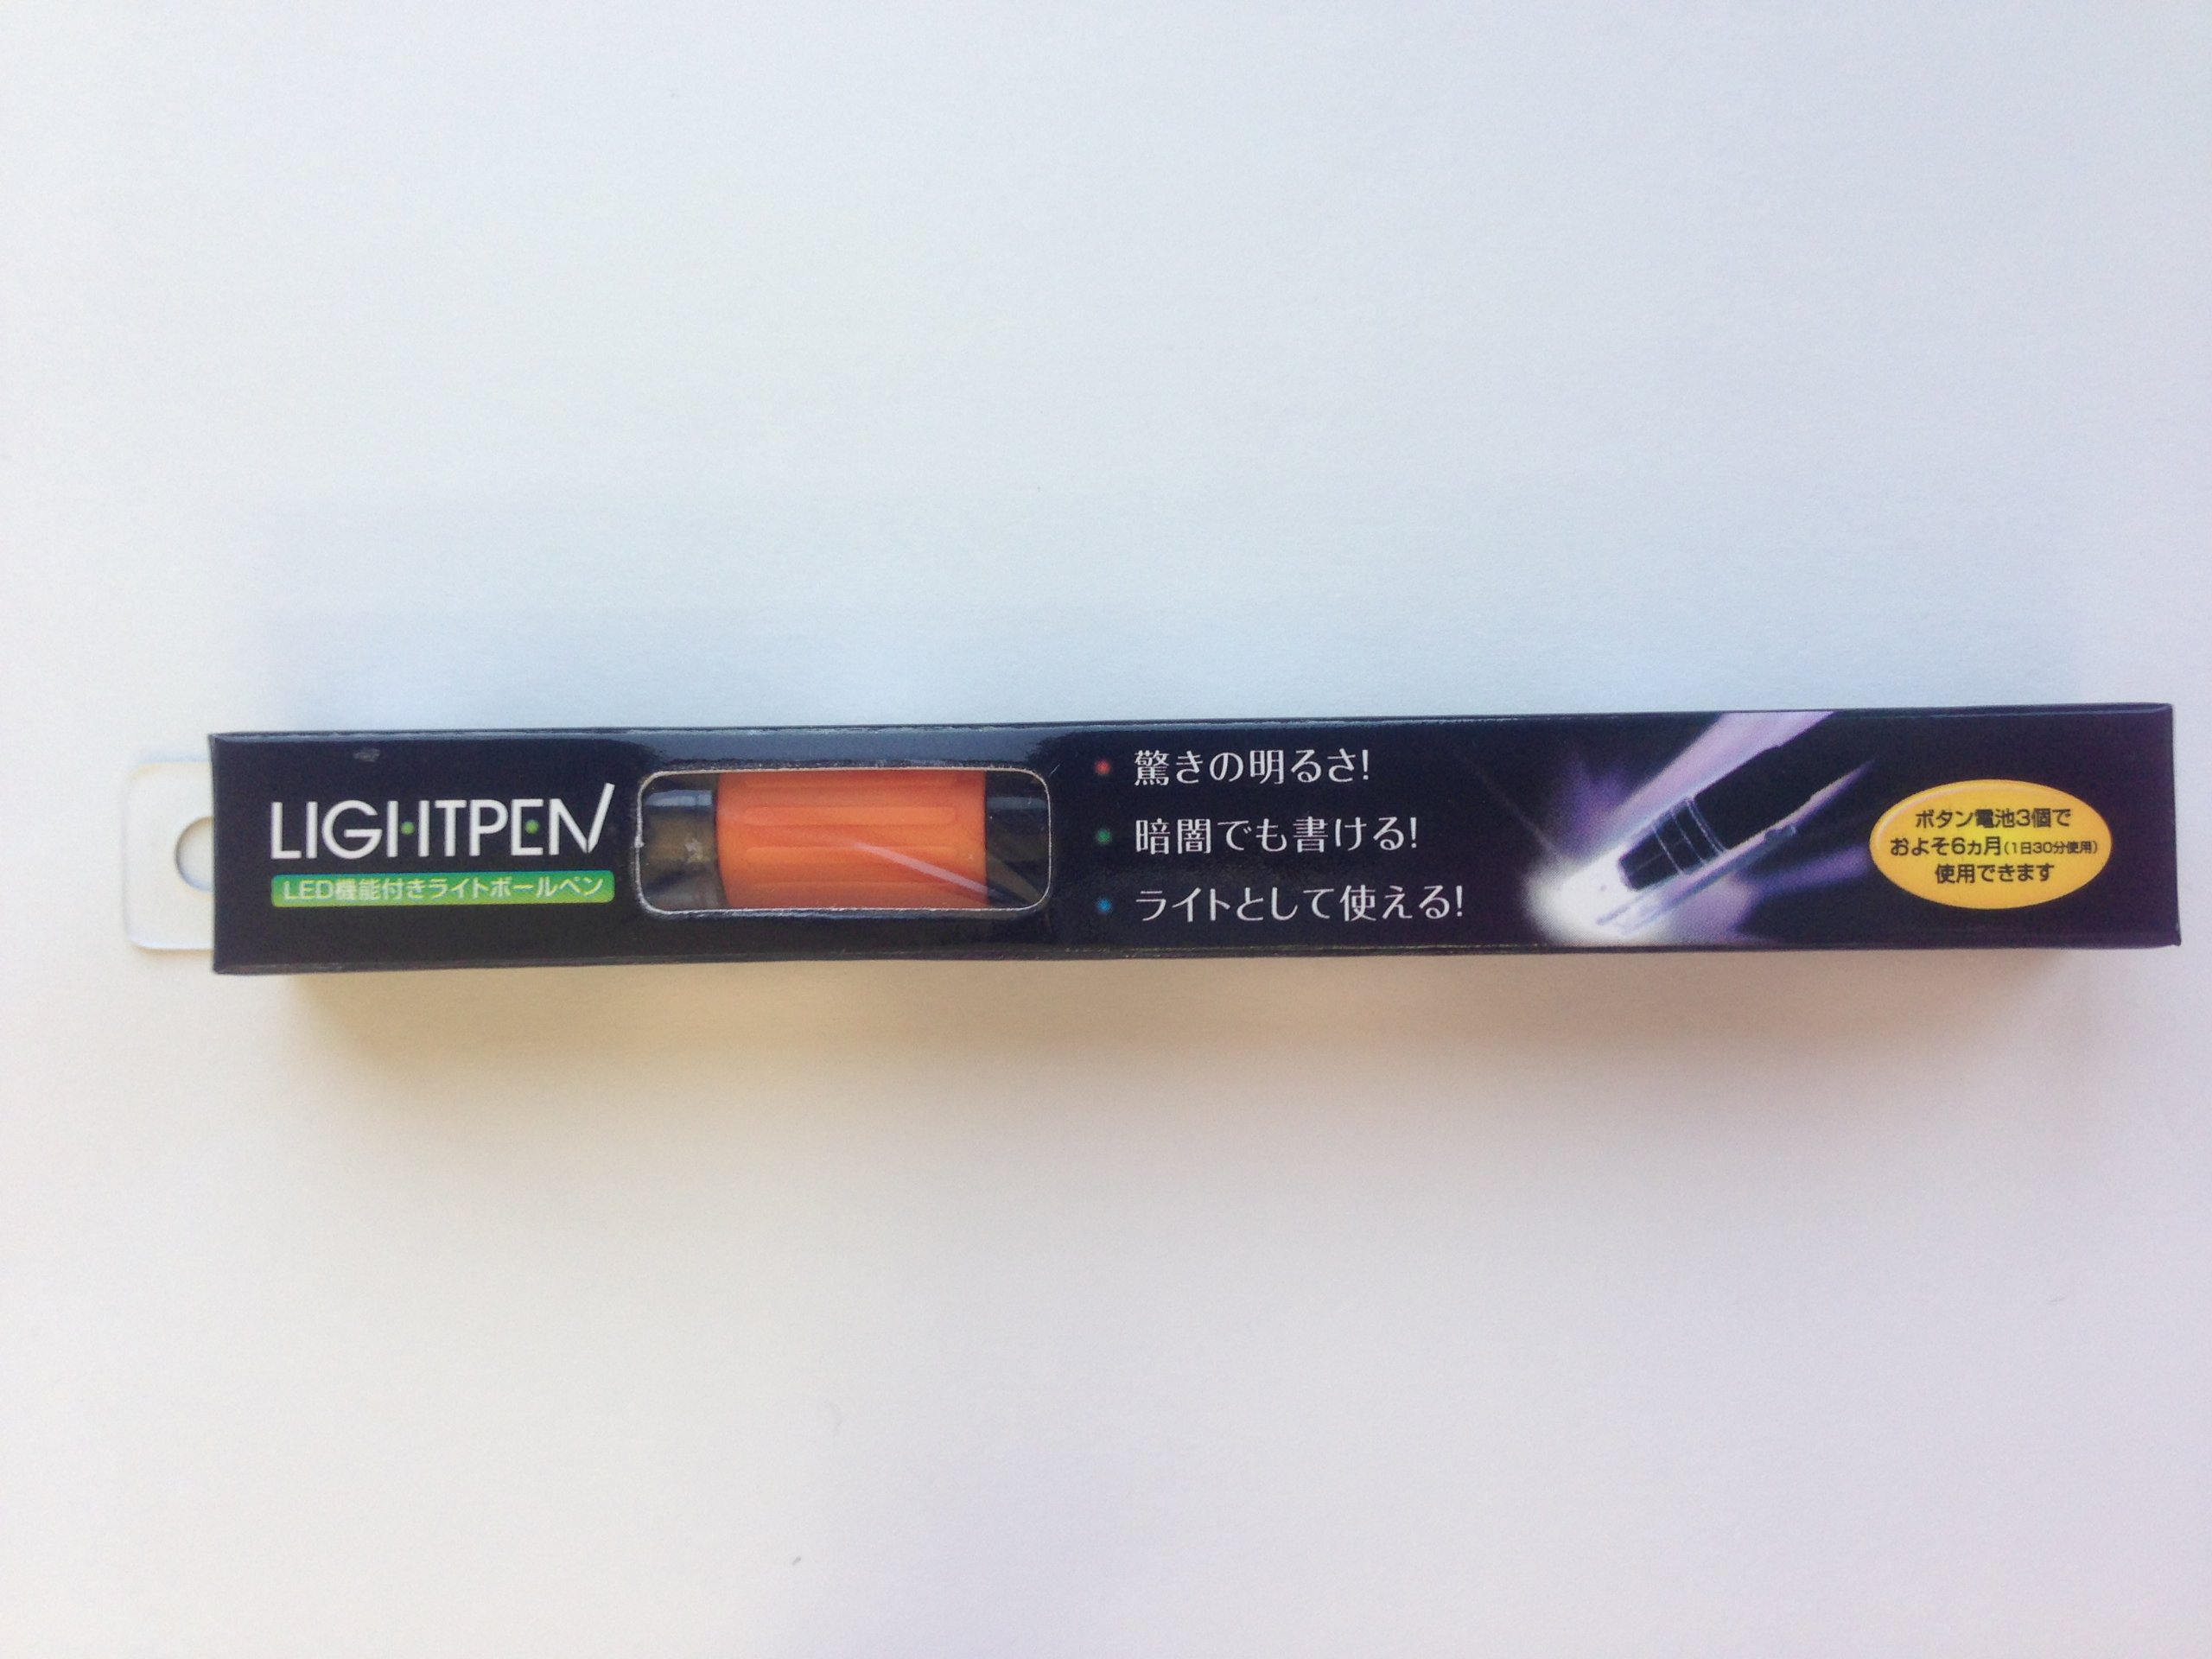 LIGHTPEN
LED機能付きライトボールペン
驚きの明るさ!
暗闇でも書ける!
ライトとして使える!
ボタン電池3個で
およそ6ヵ月(1日30分使用)
使用できます